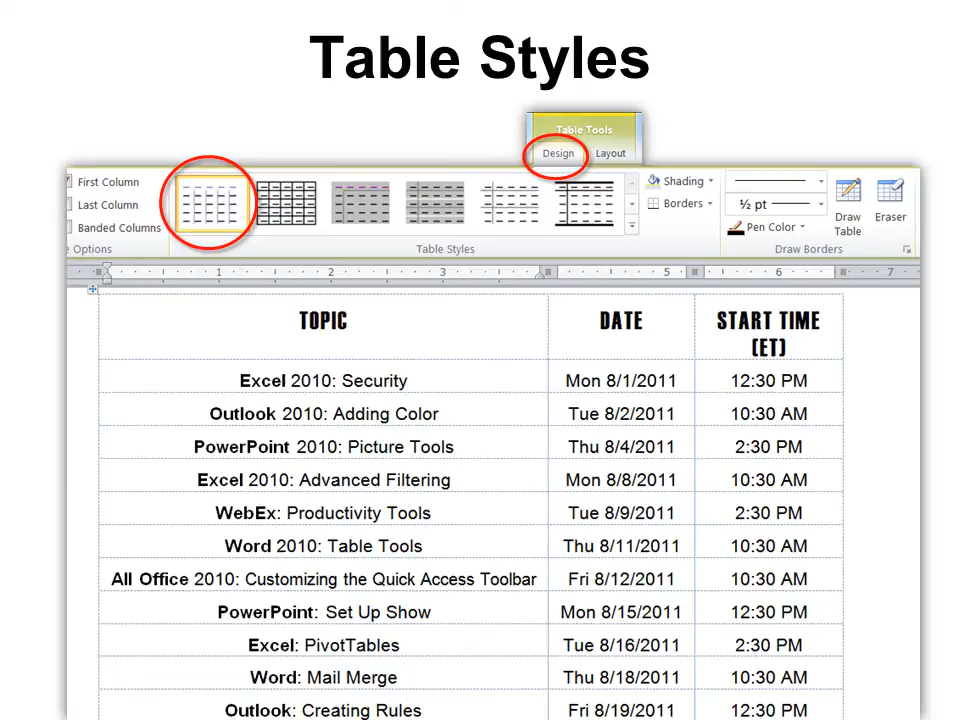 Table Styles
Table Tools
Design Layout
First Column
Last Column
Banded Columns
Options
Table Styles
Shading
Borders
½ pt
Pen Color
Draw Table
Eraser
Draw Borders
1 2 3 5 6 7
TOPIC DATE START TIME (ET)
Excel 2010: Security Mon 8/1/2011 12:30 PM
Outlook 2010: Adding Color Tue 8/2/2011 10:30 AM
PowerPoint 2010: Picture Tools Thu 8/4/2011 2:30 PM
Excel 2010: Advanced Filtering Mon 8/8/2011 10:30 AM
WebEx: Productivity Tools Tue 8/9/2011 2:30 PM
Word 2010: Table Tools Thu 8/11/2011 10:30 AM
All Office 2010: Customizing the Quick Access Toolbar Fri 8/12/2011 10:30 AM
PowerPoint: Set Up Show Mon 8/15/2011 12:30 PM
Excel: PivotTables Tue 8/16/2011 2:30 PM
Word: Mail Merge Thu 8/18/2011 10:30 AM
Outlook: Creating Rules Fri 8/19/2011 12:30 PM